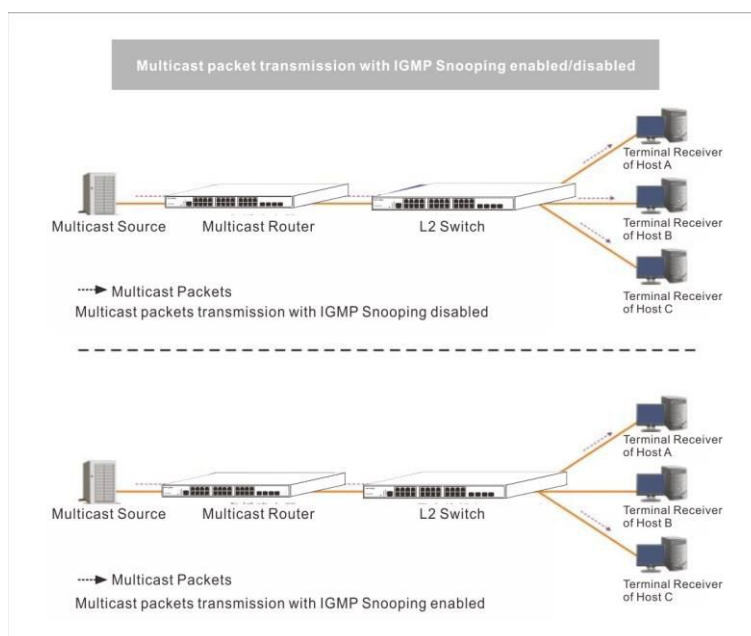 Multicast packet transmission with IGMP Snooping enabled/disabled
Terminal Receiver
of Host A
Terminal Receiver
of Host B
Terminal Receiver
of Host C
Multicast Source
Multicast Router
L2 Switch
Multicast Packets
Multicast packets transmission with IGMP Snooping disabled
Terminal Receiver
of Host A
Terminal Receiver
of Host B
Terminal Receiver
of Host C
Multicast Source
Multicast Router
L2 Switch
Multicast Packets
Multicast packets transmission with IGMP Snooping enabled